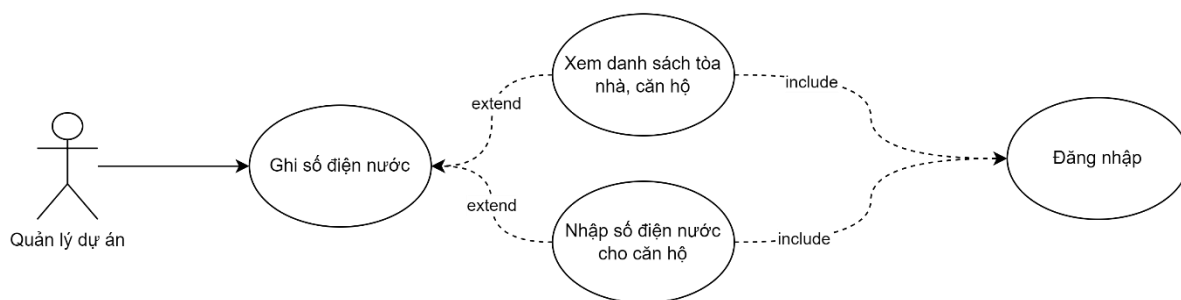 Quản lý dự án
Ghi số điện nước
extend
extend
Xem danh sách tòa
nhà, căn hộ
Nhập số điện nước
cho căn hộ
include
include
Đăng nhập